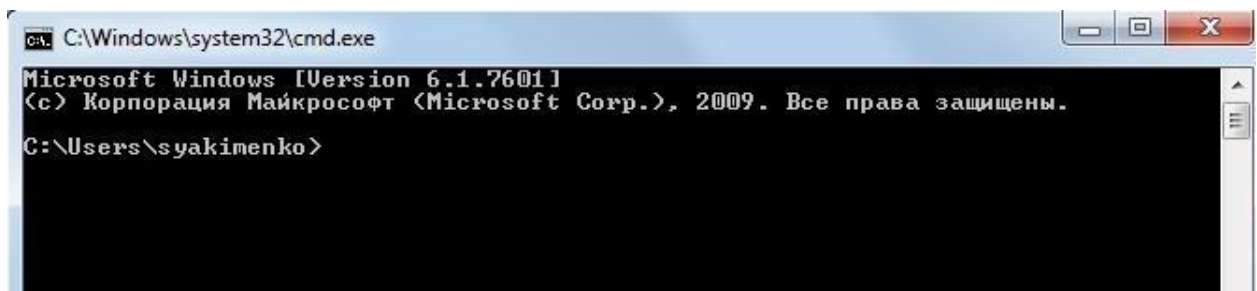 C:\Windows\system32\cmd.exe
Microsoft Windows [Version 6.1.7601]
(c) Корпорация Майкрософт (Microsoft Corp.), 2009. Все права защищены.
C:\Users\syakimenko>